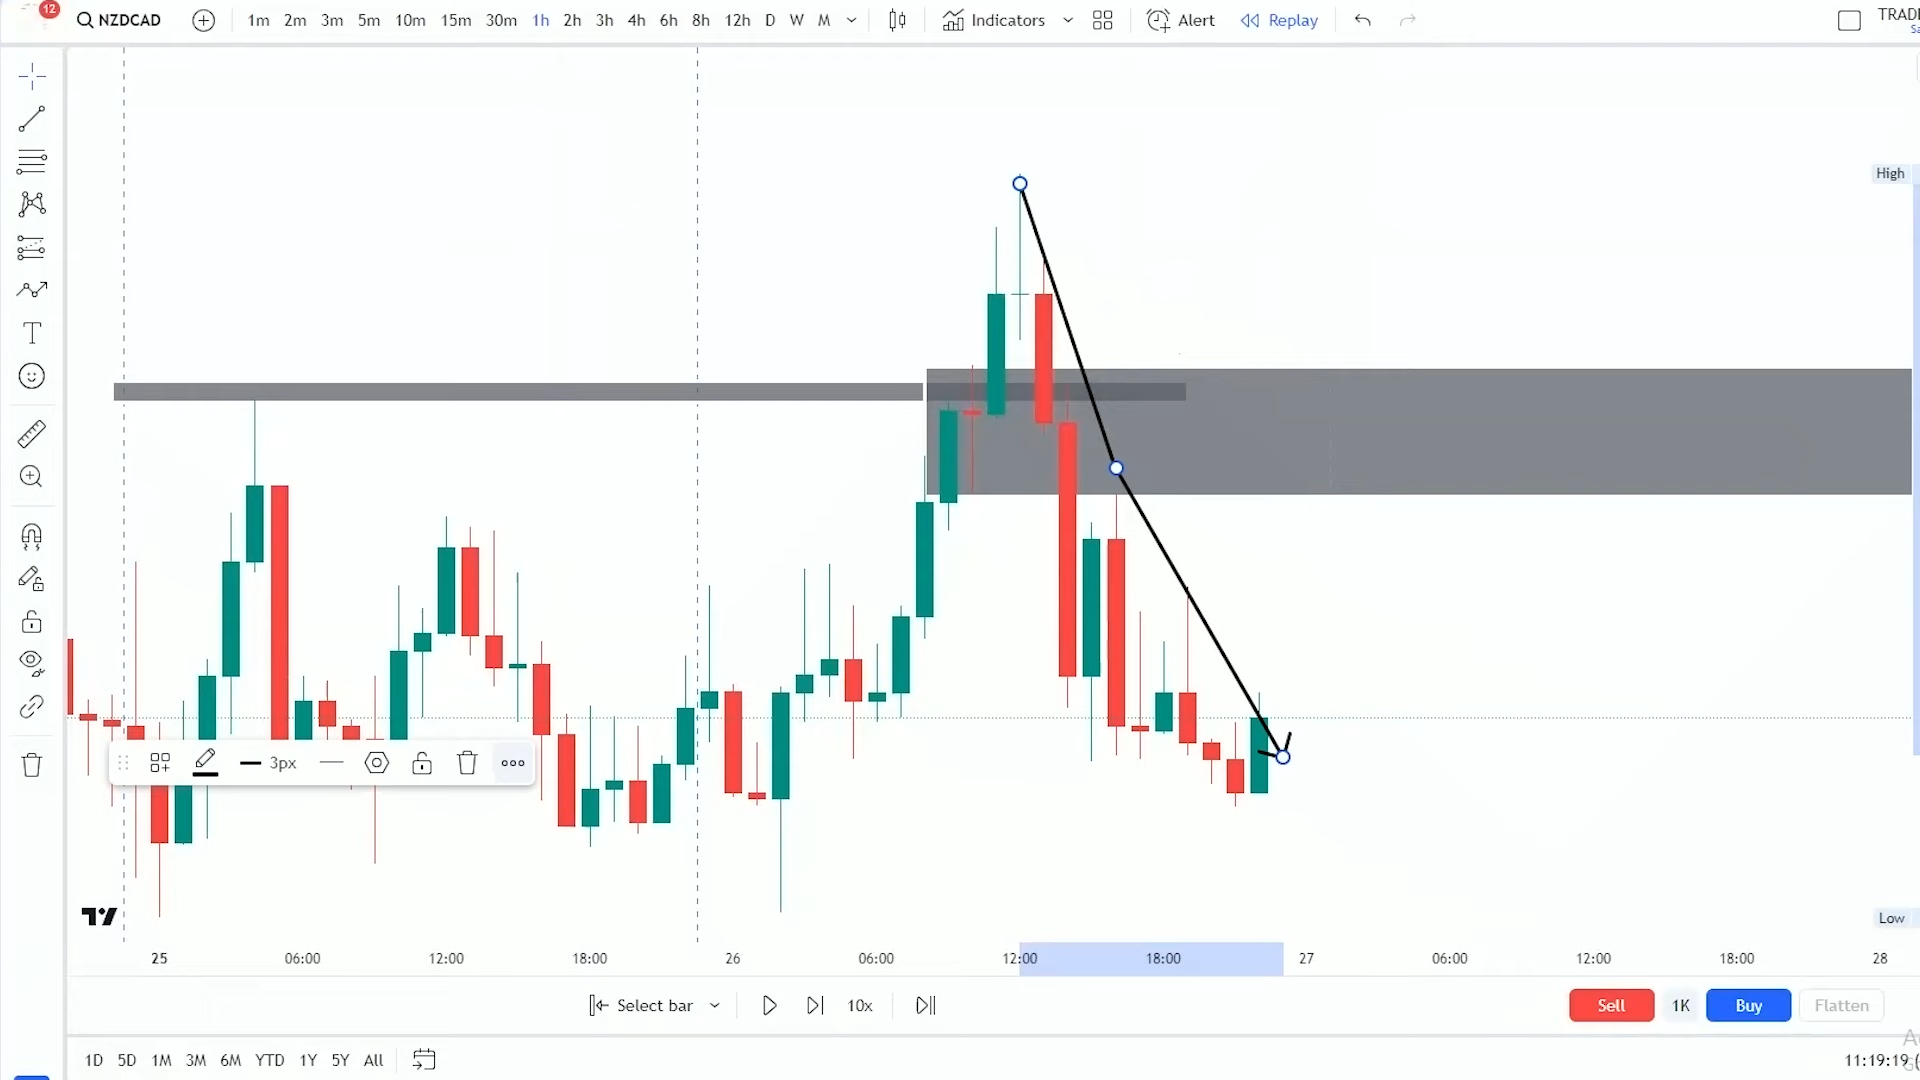 12
NZDCAD 1m 2m 3m 5m 10m 15m 30m 1h 2h 3h 4h 6h 8h 12h D W M Indicators Alert Replay
High
3px
Low
25 06:00 12:00 18:00 26 06:00 12:00 18:00 27 06:00 12:00 18:00 28
Select bar 10x Sell 1K Buy Flatten
1D 5D 1M 3M 6M YTD 1Y 5Y All 11:19:19